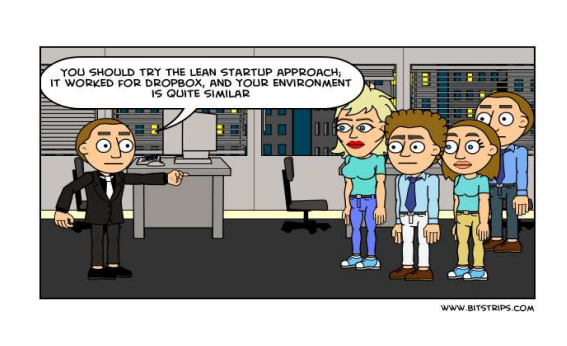 YOU SHOULD TRY THE LEAN STARTUP APPROACH;
IT WORKED FOR DROPBOX, AND YOUR ENVIRONMENT
IS QUITE SIMILAR
WWW.BITSTRIPS.COM